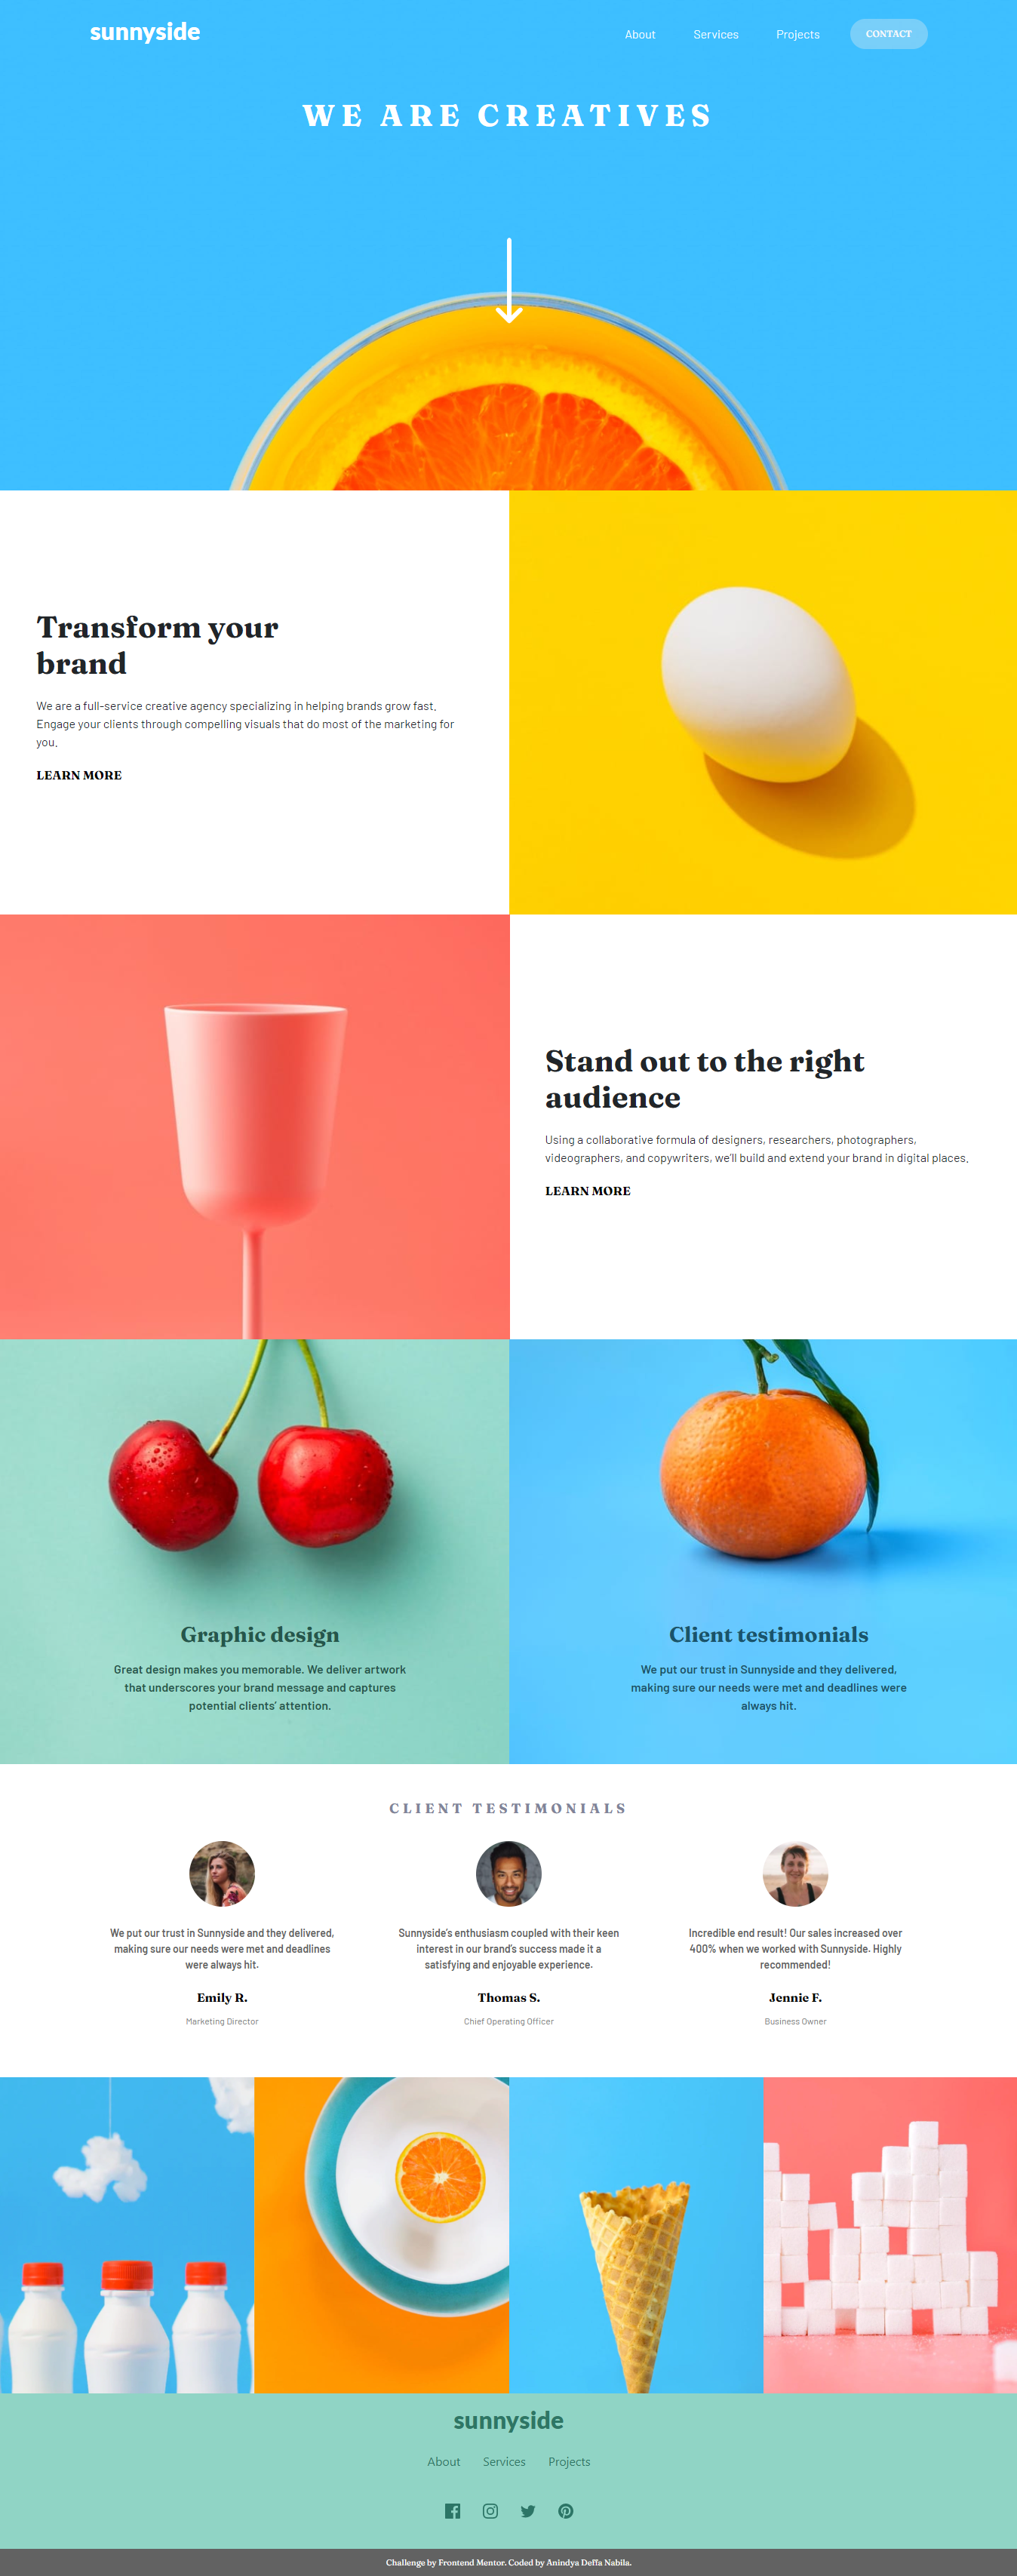 sunnyside
About
Services
Projects
CONTACT
WE ARE CREATIVES
Transform your
brand
We are a full-service creative agency specializing in helping brands grow fast.
Engage your clients through compelling visuals that do most of the marketing for
you.
LEARN MORE
Stand out to the right
audience
Using a collaborative formula of designers, researchers, photographers,
videographers, and copywriters, we'll build and extend your brand in digital places.
LEARN MORE
Graphic design
Great design makes you memorable. We deliver artwork
that underscores your brand message and captures
potential clients' attention.
Client testimonials
We put our trust in Sunnyside and they delivered,
making sure our needs were met and deadlines were
always hit.
CLIENT TESTIMONIALS
We put our trust in Sunnyside and they delivered,
making sure our needs were met and deadlines
were always hit.
Emily R.
Marketing Director
Sunnyside's enthusiasm coupled with their keen
interest in our brand's success made it a
satisfying and enjoyable experience.
Thomas S.
Chief Operating Officer
Incredible end result! Our sales increased over
400% when we worked with Sunnyside. Highly
recommended!
Jennie F.
Business Owner
sunnyside
About
Services
Projects
Challenge by Frontend Mentor. Coded by Anindya Deffa Nabila.